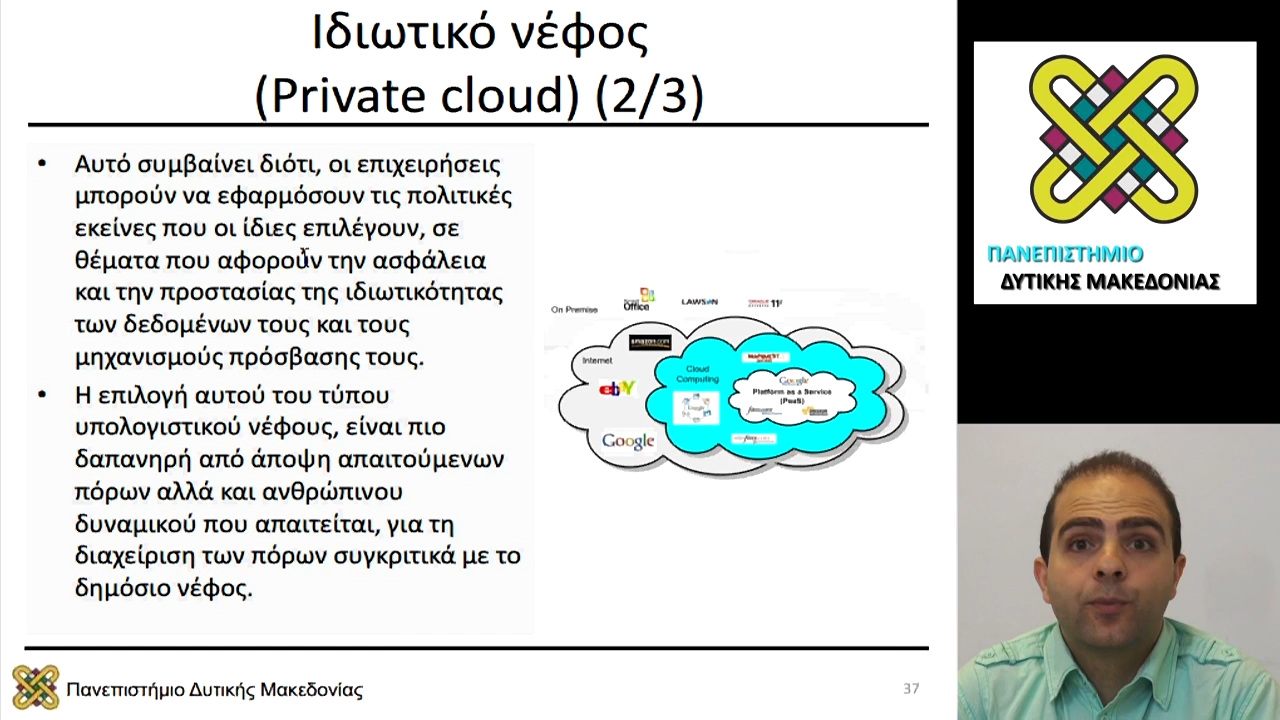 Ιδιωτικό νέφος
(Private cloud) (2/3)
• Αυτό συμβαίνει διότι, οι επιχειρήσεις
μπορούν να εφαρμόσουν τις πολιτικές
εκείνες που οι ίδιες επιλέγουν, σε
θέματα που αφορούν την ασφάλεια
και την προστασίας της ιδιωτικότητας
των δεδομένων τους και τους
μηχανισμούς πρόσβασης τους.
• Η επιλογή αυτού του τύπου
υπολογιστικού νέφους, είναι πιο
δαπανηρή από άποψη απαιτούμενων
πόρων αλλά και ανθρώπινου
δυναμικού που απαιτείται, για τη
διαχείριση των πόρων συγκριτικά με το
δημόσιο νέφος.
On Premise
Office
LAWSON
11i
Internet
amazon.com
ebY
Google
Cloud
Computing
Google
Platform as a Service
(PaaS)
ΠΑΝΕΠΙΣΤΗΜΙΟ
ΔΥΤΙΚΗΣ ΜΑΚΕΔΟΝΙΑΣ
Πανεπιστήμιο Δυτικής Μακεδονίας
37